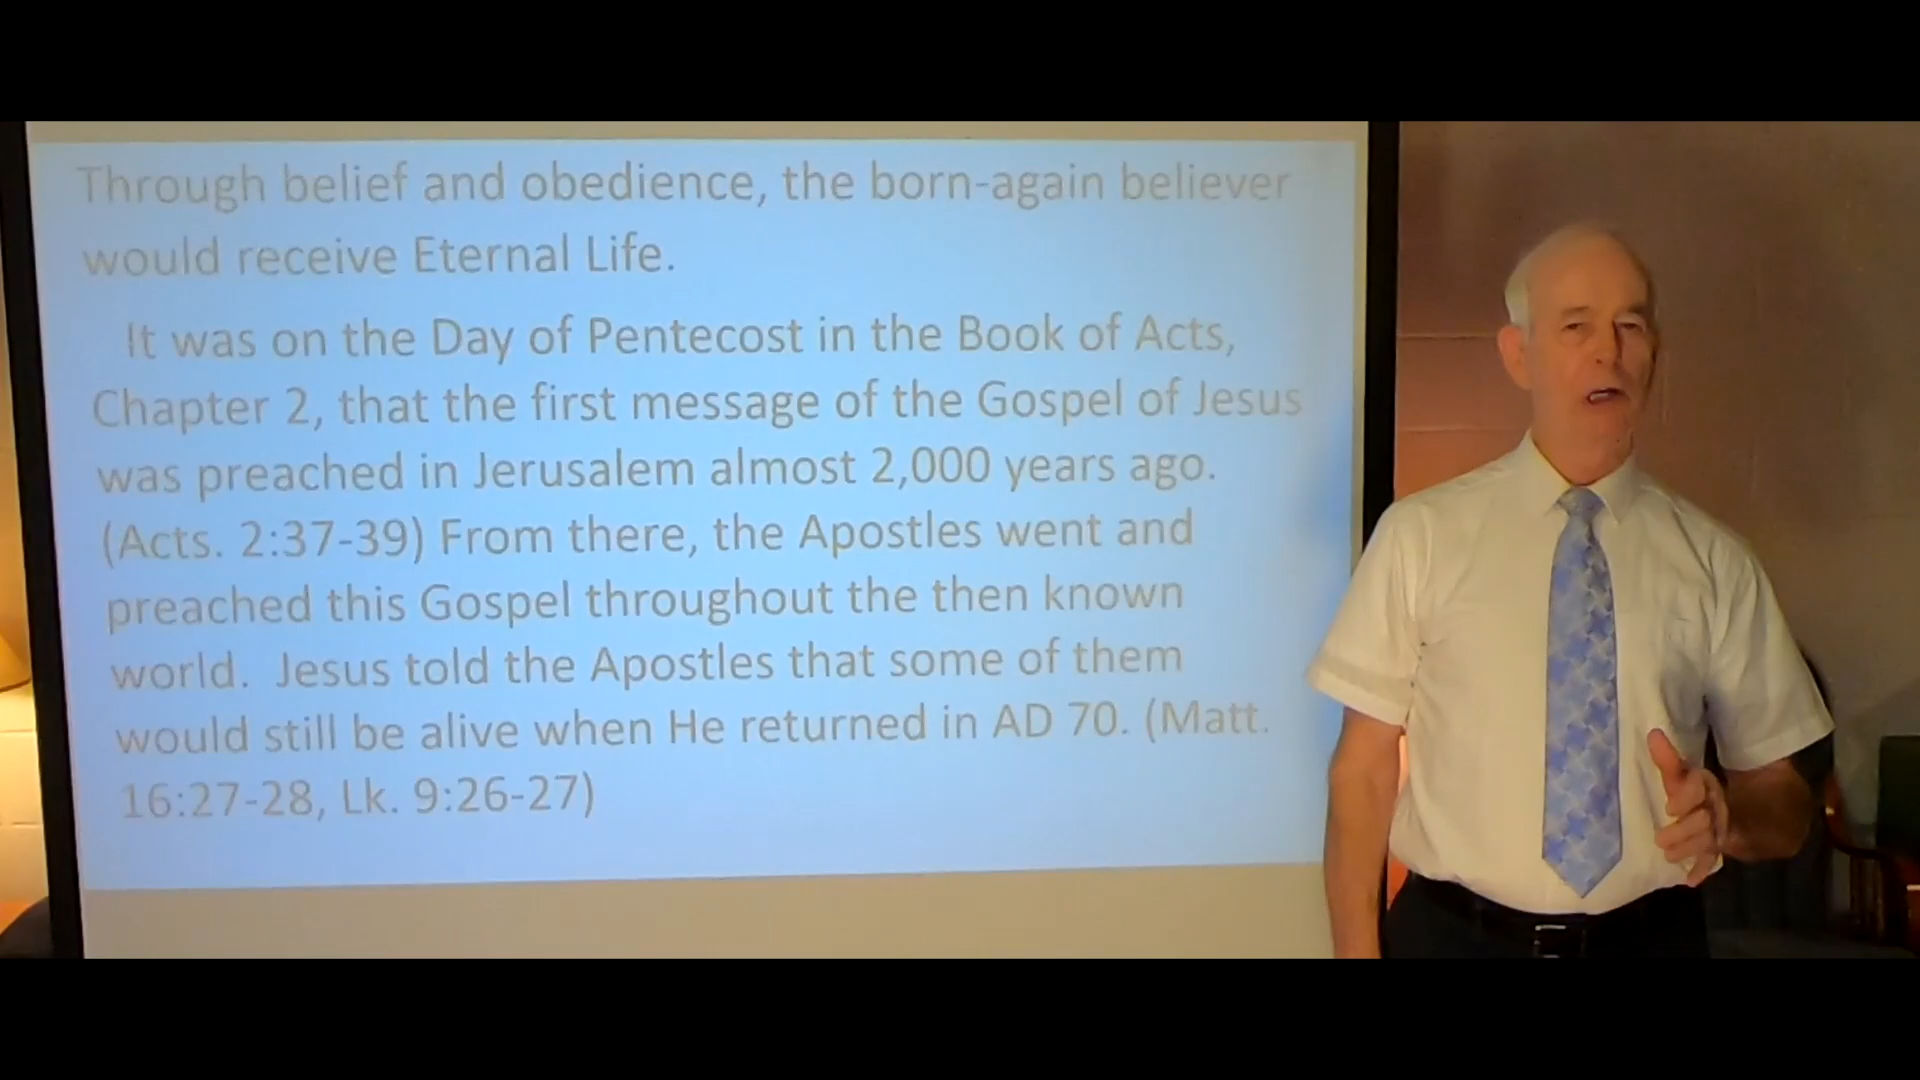 Through belief and obedience, the born-again believer
would receive Eternal Life.
It was on the Day of Pentecost in the Book of Acts,
Chapter 2, that the first message of the Gospel of Jesus
was preached in Jerusalem almost 2,000 years ago.
(Acts. 2:37-39) From there, the Apostles went and
preached this Gospel throughout the then known
world. Jesus told the Apostles that some of them
would still be alive when He returned in AD 70. (Matt.
16:27-28, Lk. 9:26-27)